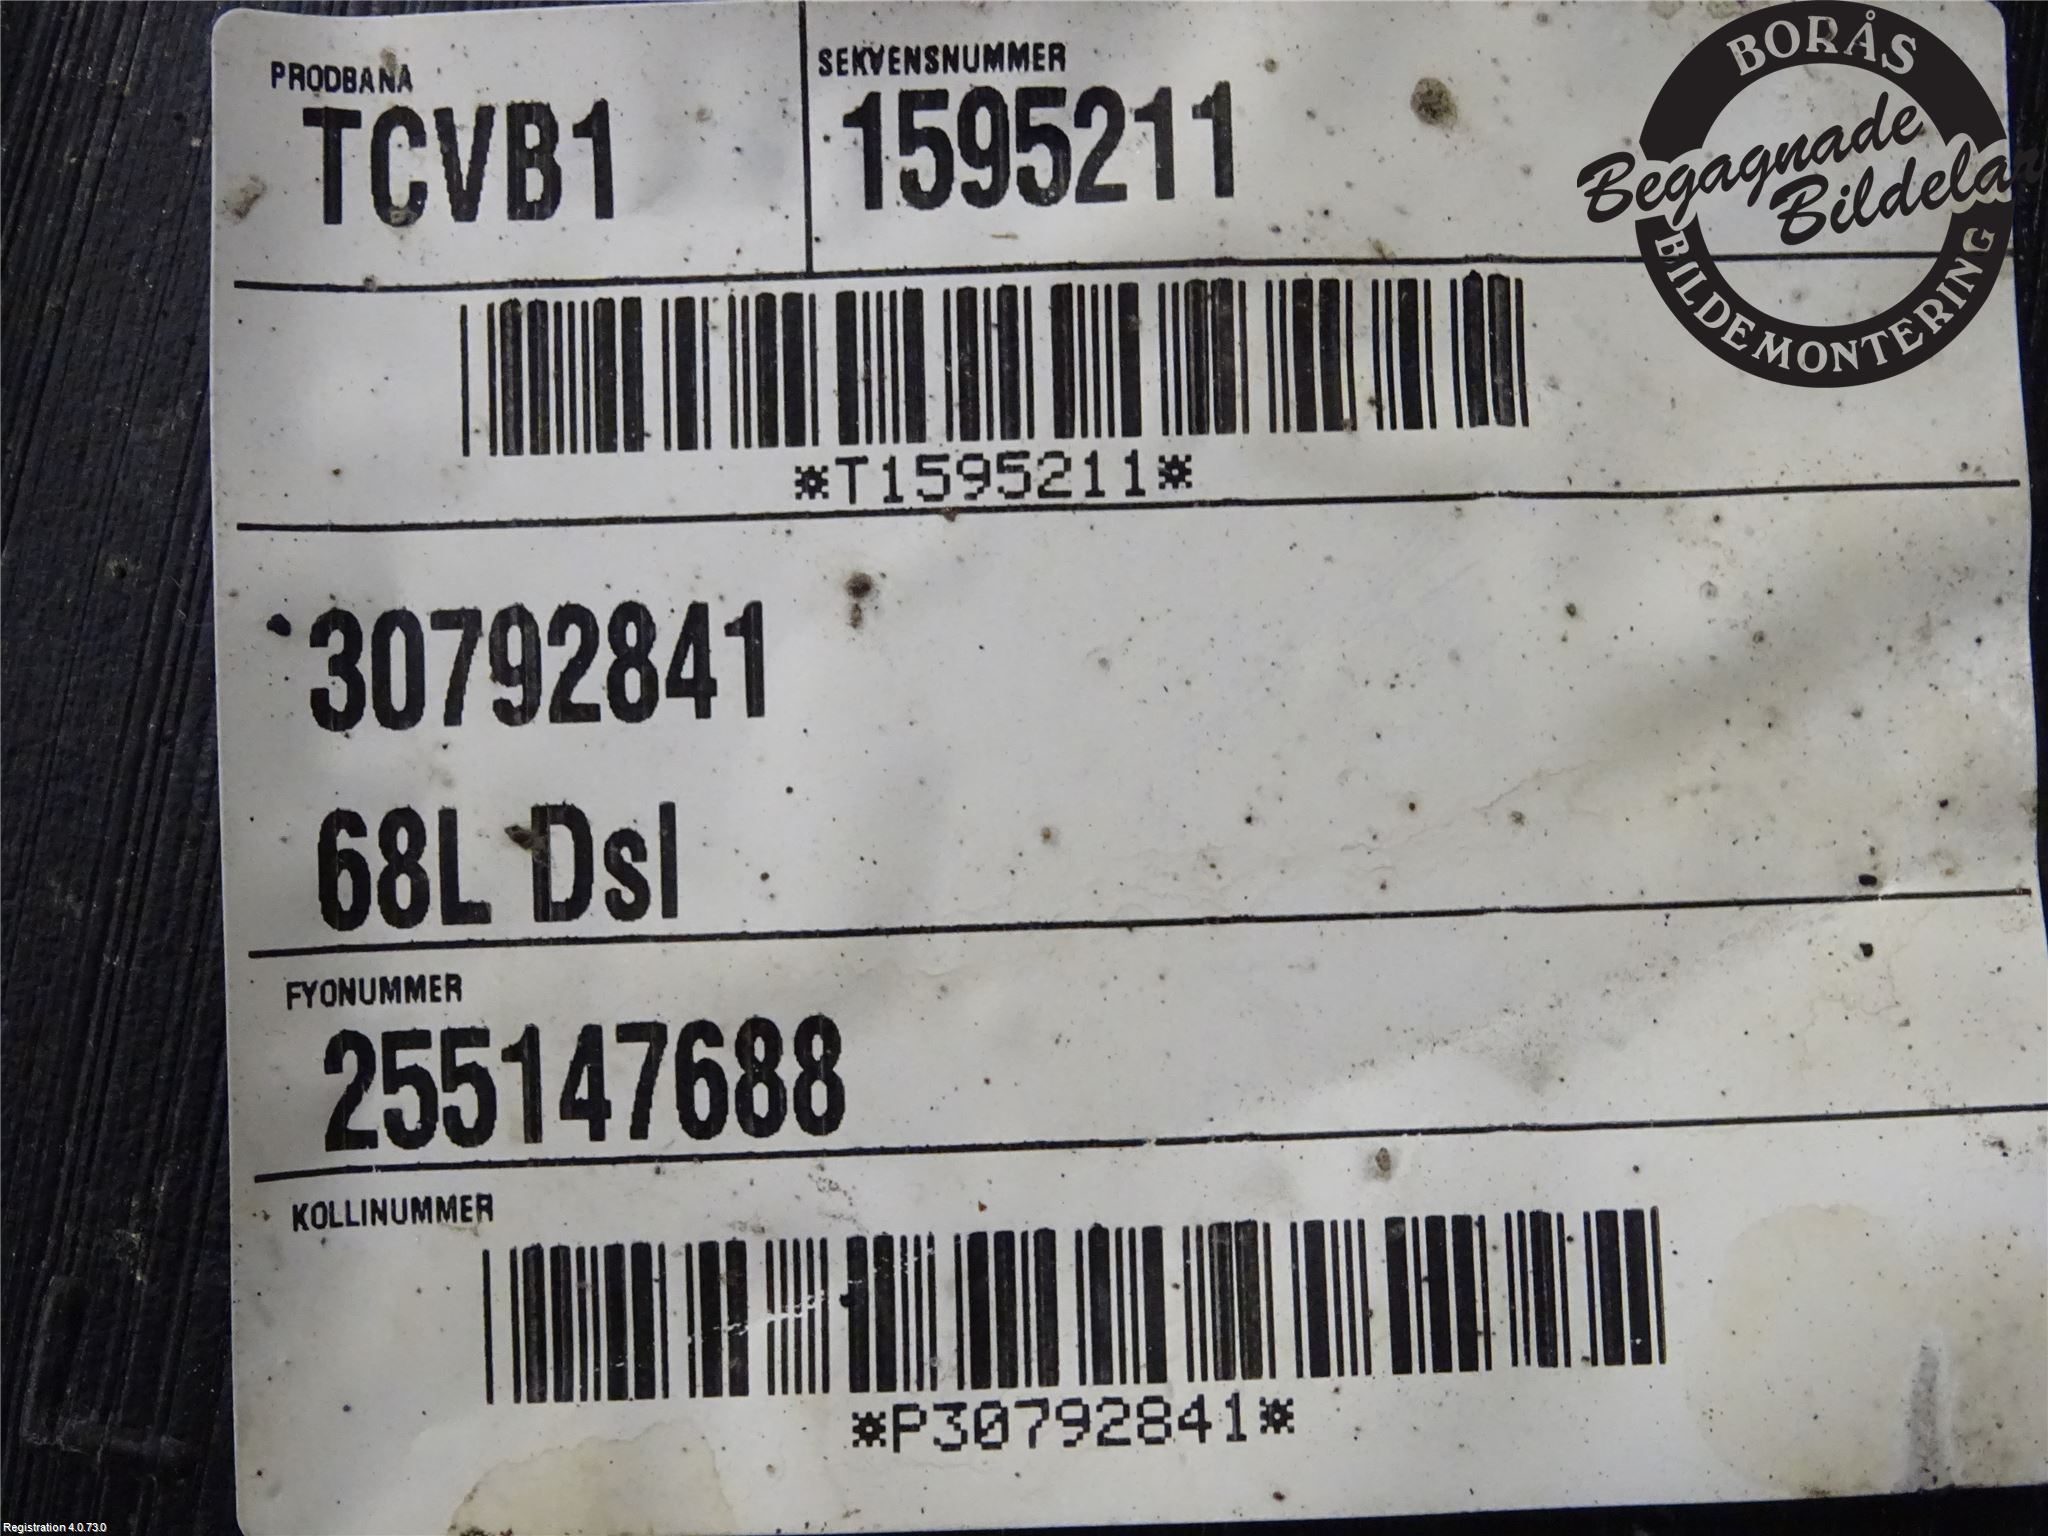 PRODBANA
TCVB1
SEKVENSNUMMER
1595211
*T1595211*
30792841
68L Dsl
FYONUMMER
255147688
KOLLINUMMER
*P30792841*
BORÅS
Begagnade
Bildelar
BILDEMONTERING
Registration 4.0.73.0